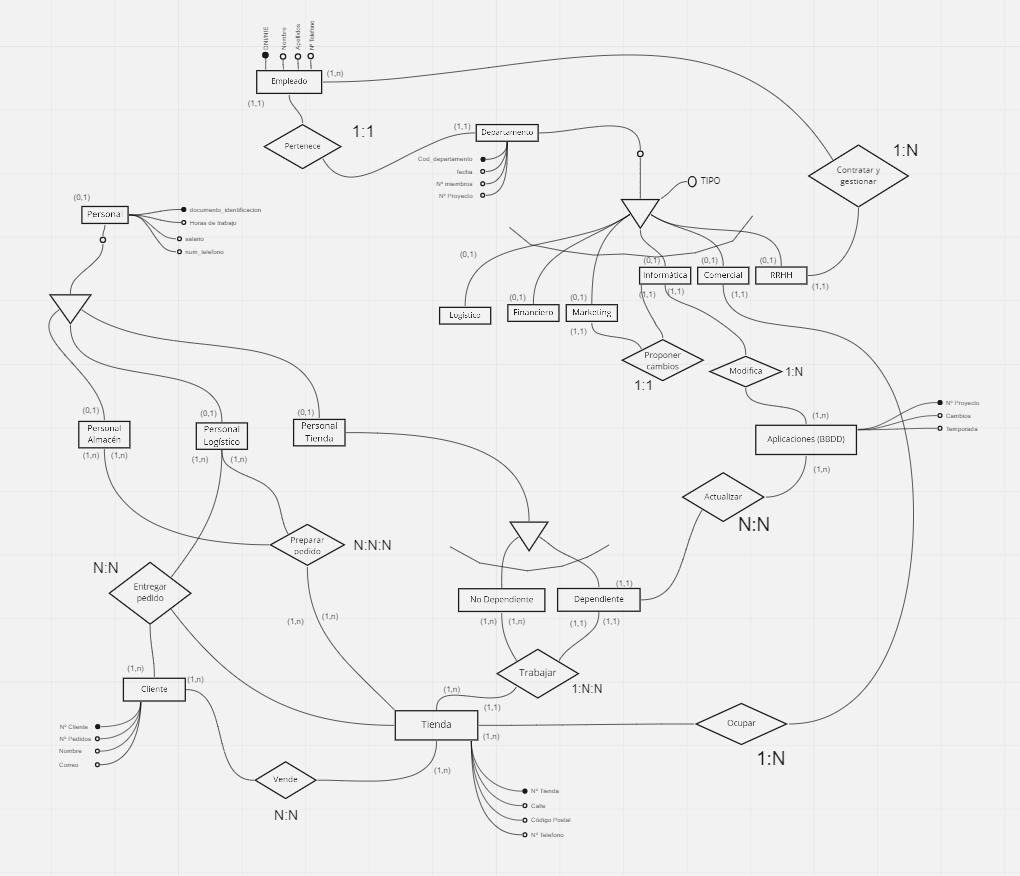 DNI/NIE
Nombre
Apellidos
Nº Telefono
Empleado
(1,n)
(1,1)
Pertenece
1:1
(1,1)
Departamento
Cod_departamento
fecha
Nº miembros
Nº Proyecto
TIPO
Contratar y
gestionar
1:N
(0,1)
Personal
documento_identificacion
Horas de trabajo
salario
num_telefono
(0,1)
(0,1)
Informática
(0,1)
Comercial
(0,1)
RRHH
(1,1)
(1,1)
(1,1)
(1,1)
Logístico
(0,1)
Financiero
(0,1)
Marketing
(1,1)
Proponer
cambios
1:1
Modifica
1:N
(0,1)
Personal
Almacén
(1,n)
(1,n)
(0,1)
Personal
Logístico
(1,n)
(1,n)
(0,1)
Personal
Tienda
(1,n)
Aplicaciones (BBDD)
(1,n)
Nº Proyecto
Cambios
Temporada
Actualizar
N:N
Preparar
pedido
N:N:N
N:N
Entregar
pedido
(1,n)
(1,n)
No Dependiente
(1,n)
(1,n)
(1,1)
Dependiente
(1,1)
(1,1)
Trabajar
1:N:N
(1,n)
Cliente
(1,n)
Nº Cliente
Nº Pedidos
Nombre
Correo
(1,n)
(1,1)
Tienda
(1,n)
(1,n)
Ocupar
1:N
Vende
N:N
Nº Tienda
Calle
Código Postal
Nº Telefono